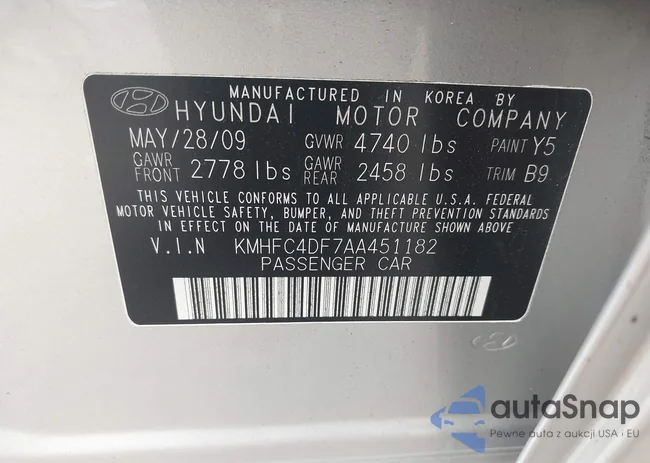 MANUFACTURED IN KOREA BY
HYUNDAI MOTOR COMPANY
MAY/28/09 GVWR 4740 lbs PAINT Y5
GAWR FRONT 2778 lbs GAWR REAR 2458 lbs TRIM B9
THIS VEHICLE CONFORMS TO ALL APPLICABLE U.S.A. FEDERAL
MOTOR VEHICLE SAFETY, BUMPER, AND THEFT PREVENTION STANDARDS
IN EFFECT ON THE DATE OF MANUFACTURE SHOWN ABOVE
V.I.N KMHFC4DF7AA451182
PASSENGER CAR
autoSnap
Pewne auta z aukcji USA i EU